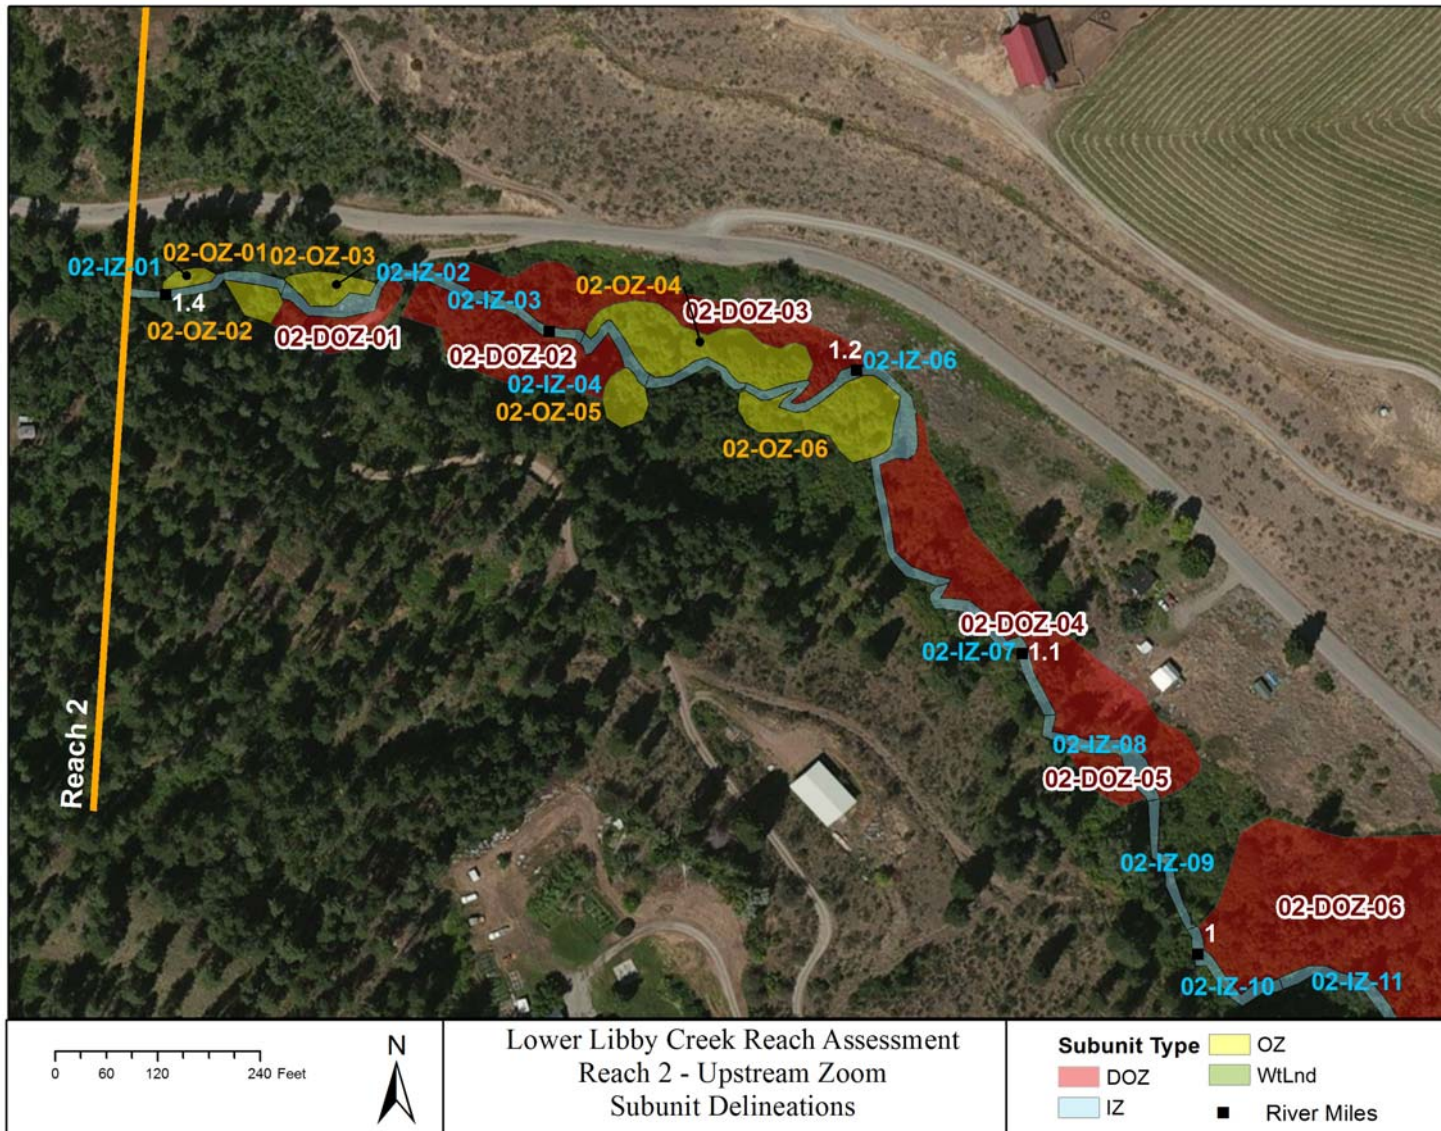 02-OZ-01
02-OZ-03
02-IZ-01
02-IZ-02
1.4
02-OZ-02
02-DOZ-01
02-IZ-03
02-OZ-04
02-DOZ-03
02-DOZ-02
1.2
02-IZ-06
02-IZ-04
02-OZ-05
02-OZ-06
02-DOZ-04
02-IZ-07
1.1
Reach 2
02-IZ-08
02-DOZ-05
02-IZ-09
02-DOZ-06
1
02-IZ-10
02-IZ-11
0 60 120 240 Feet
N
Lower Libby Creek Reach Assessment
Reach 2 - Upstream Zoom
Subunit Delineations
Subunit Type
DOZ
IZ
OZ
WtLnd
River Miles